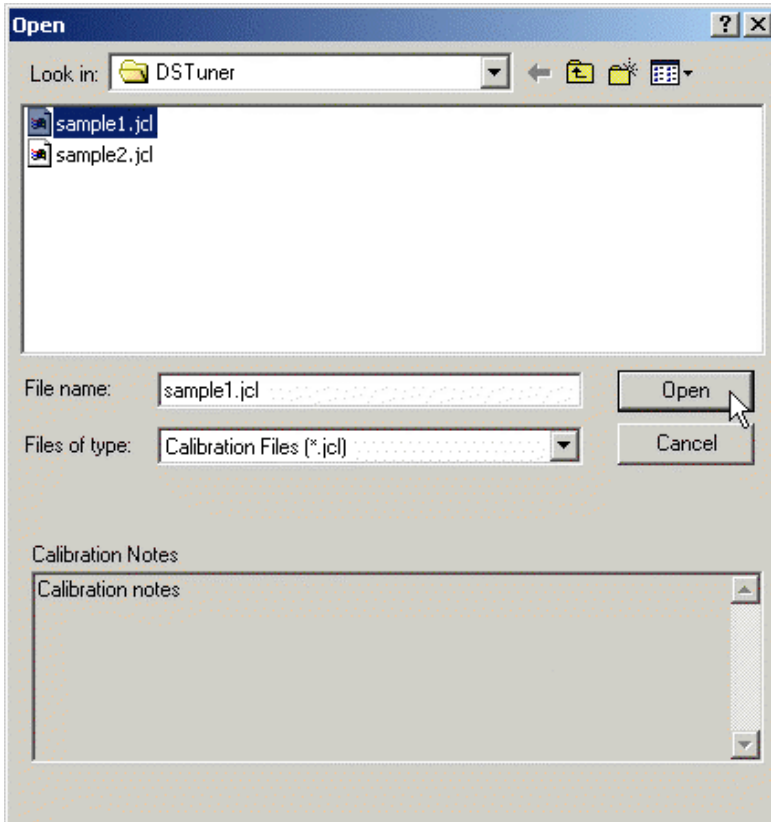 Open
Look in: DSTuner
sample1.jcl
sample2.jcl
File name: sample1.jcl Open
Files of type: Calibration Files (*.jcl) Cancel
Calibration Notes
Calibration notes